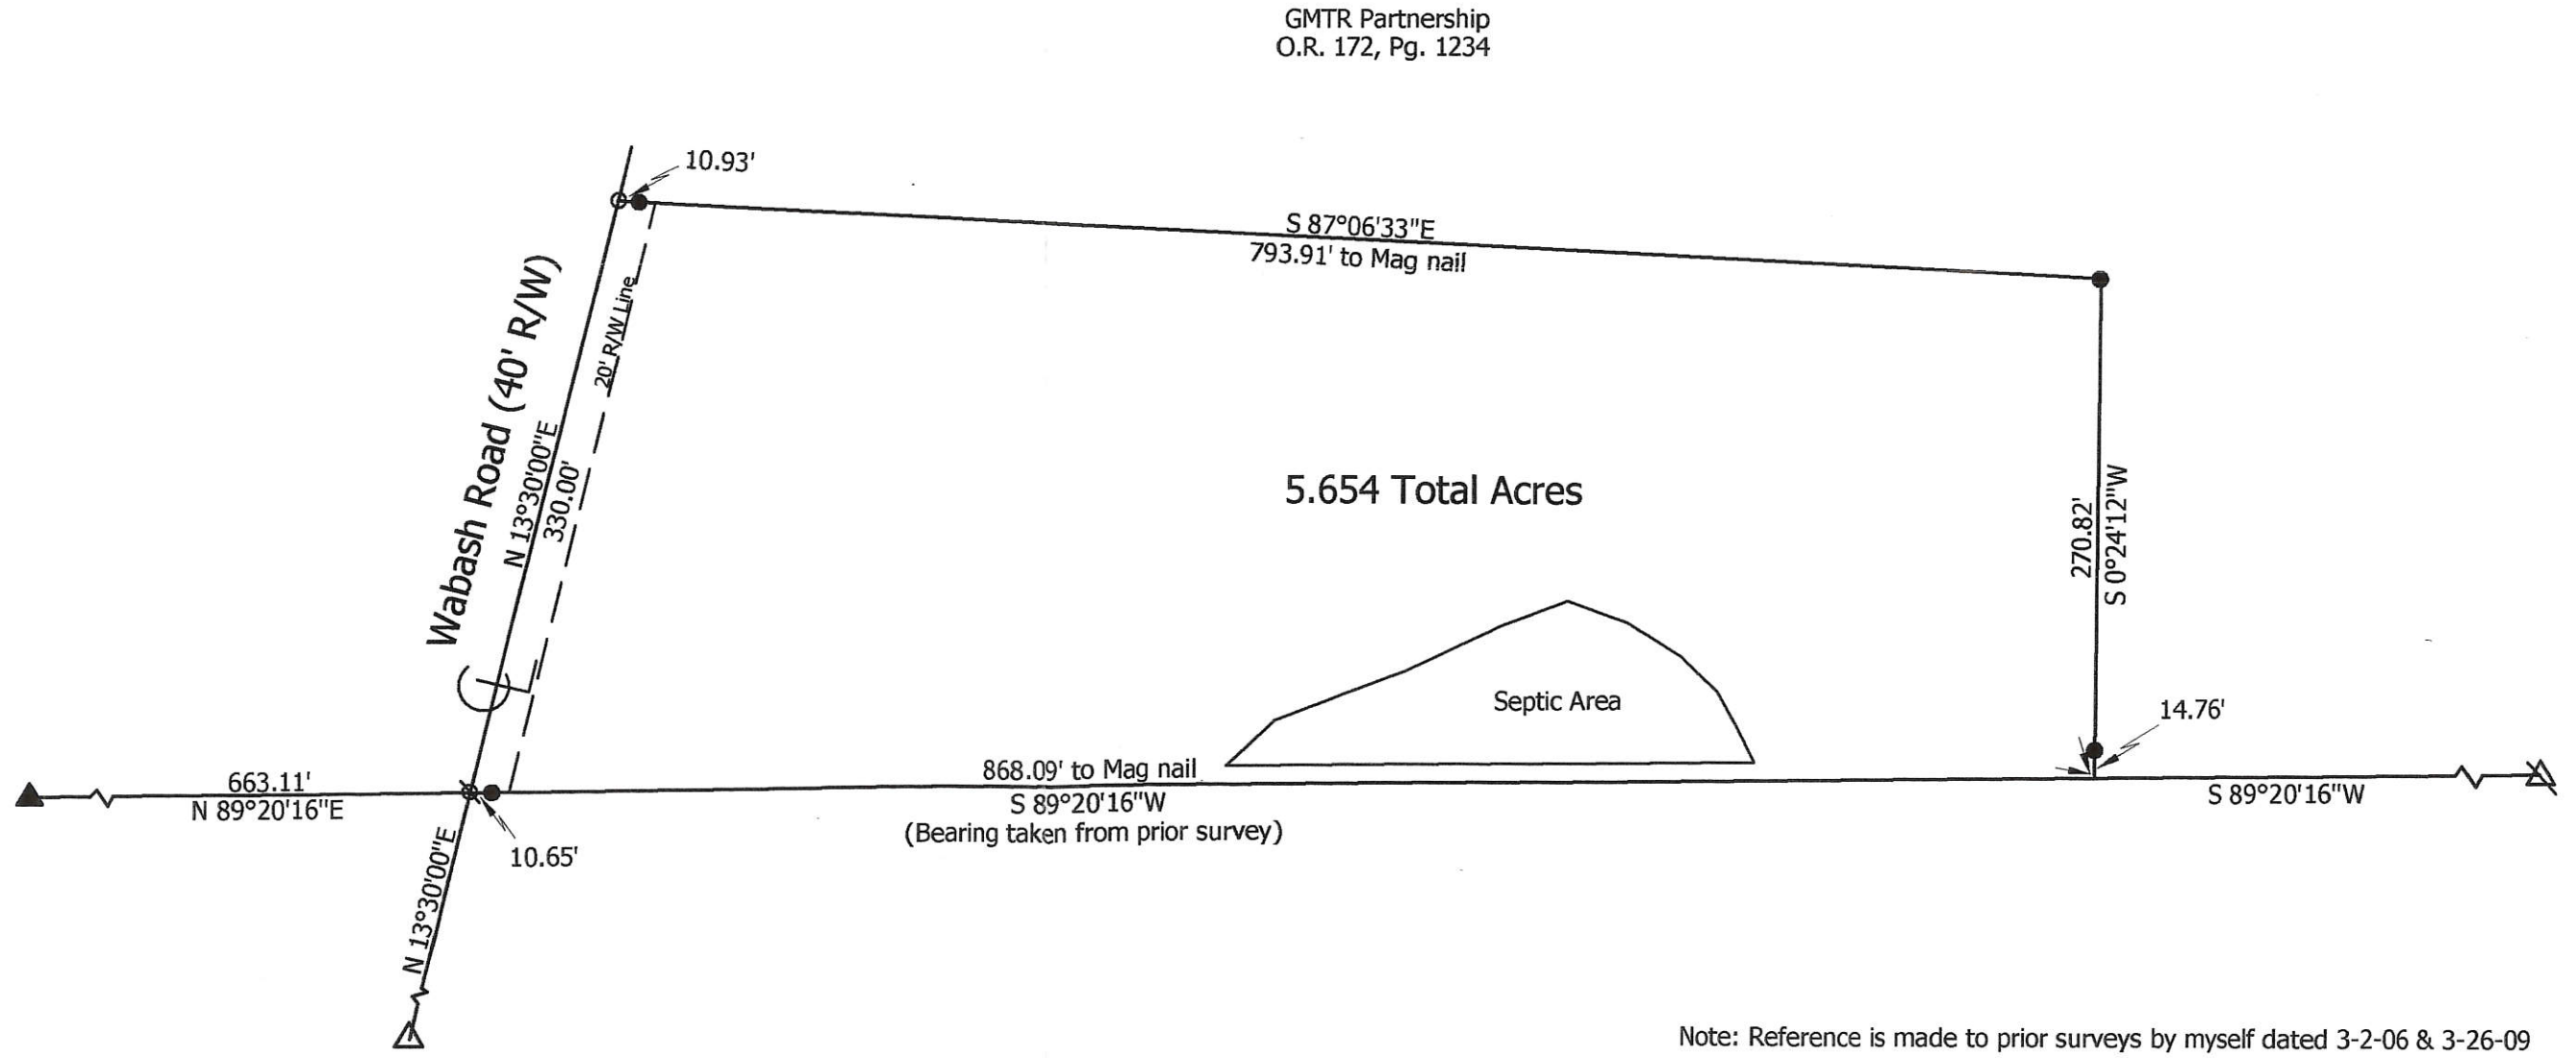 GMTR Partnership
O.R. 172, Pg. 1234
10.93'
S 87°06'33"E
793.91' to Mag nail
Wabash Road (40' R/W)
20' R/W Line
N 13°30'00"E
330.00'
5.654 Total Acres
270.82'
S 0°24'12"W
Septic Area
14.76'
663.11'
N 89°20'16"E
868.09' to Mag nail
S 89°20'16"W
(Bearing taken from prior survey)
S 89°20'16"W
10.65'
N 13°30'00"E
Note: Reference is made to prior surveys by myself dated 3-2-06 & 3-26-09